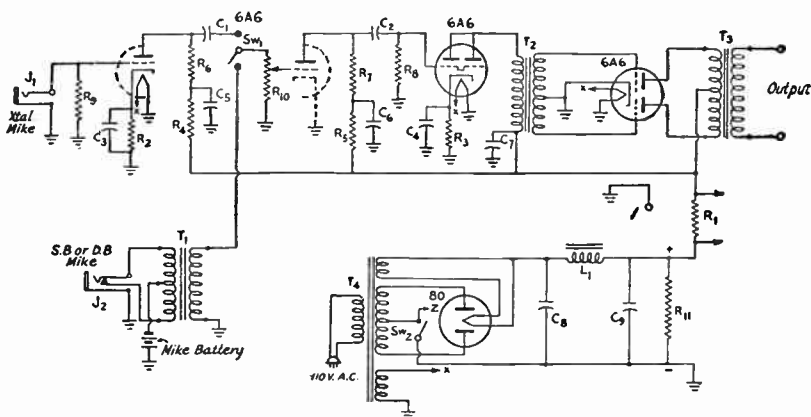 6A6
C1
Sw1
C2
6A6
T2
6A6
T3
J1
Xtal
Mike
R9
C3
R2
x
R6
C5
R4
R10
R7
C6
R5
R8
C4
x
R3
C7
x
Output
T1
S.B or D.B
Mike
J2
Mike Battery
R1
T4
80
Z
Sw2
110 V. A.C.
x
L1
C8
C9
+
R11
-